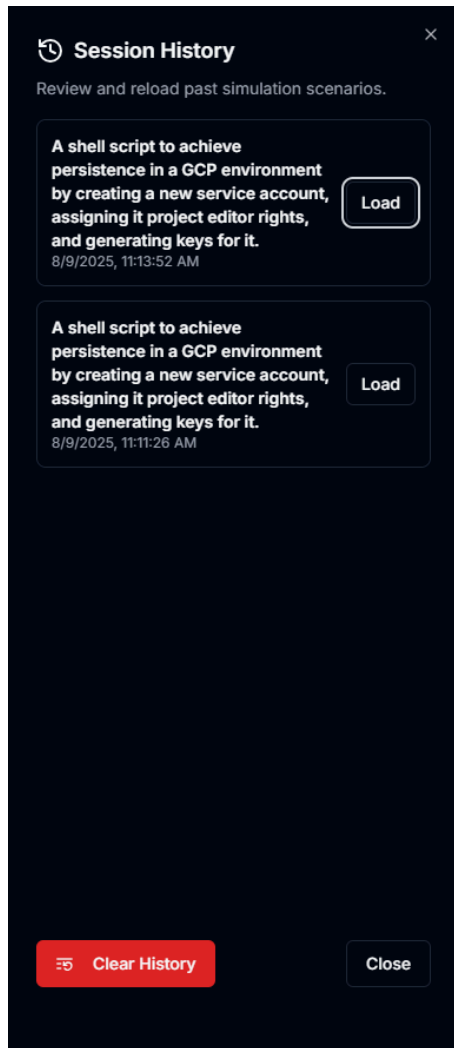 Session History
Review and reload past simulation scenarios.
A shell script to achieve
persistence in a GCP environment
by creating a new service account,
assigning it project editor rights,
and generating keys for it.
8/9/2025, 11:13:52 AM
Load
A shell script to achieve
persistence in a GCP environment
by creating a new service account,
assigning it project editor rights,
and generating keys for it.
8/9/2025, 11:11:26 AM
Load
Clear History
Close